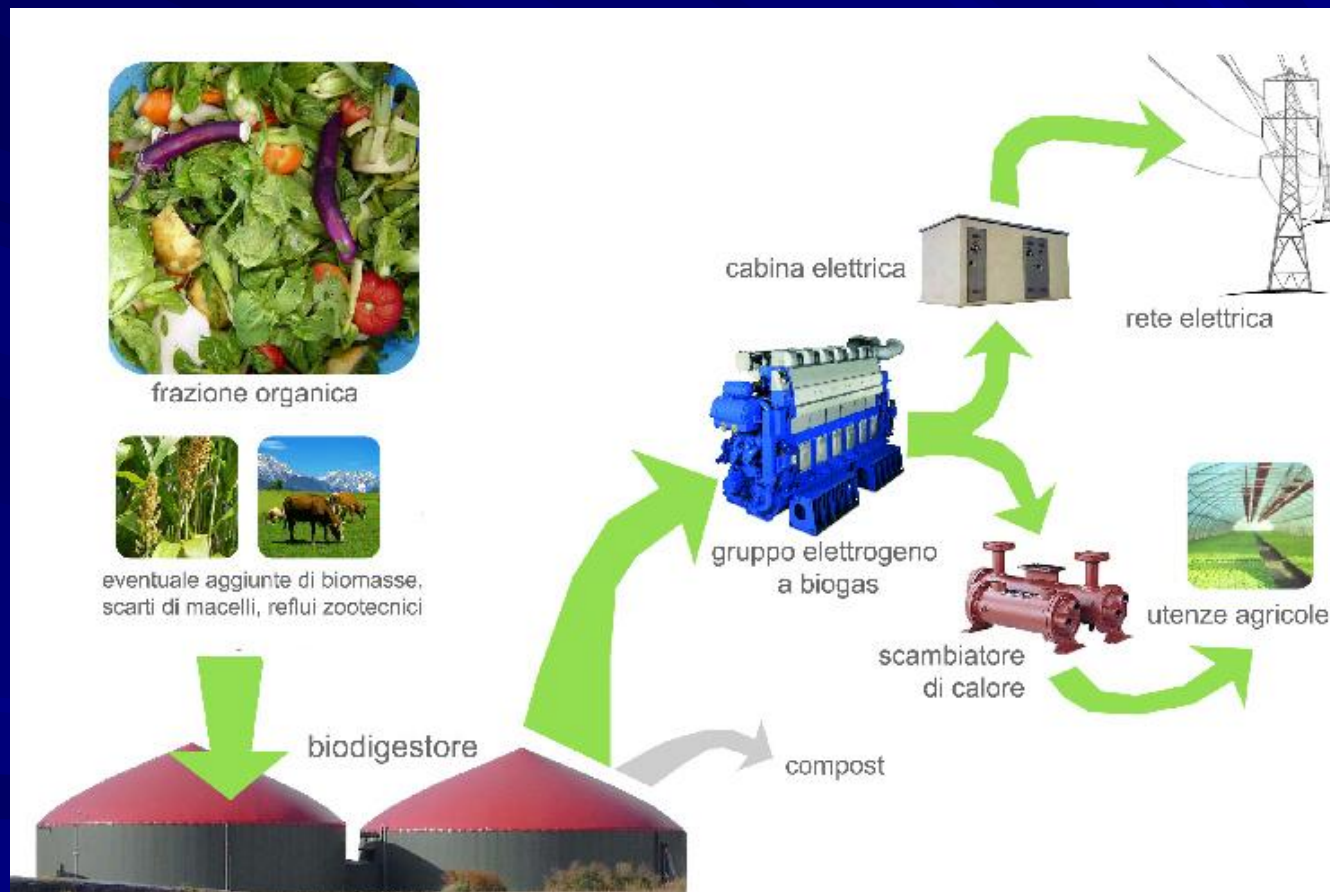 frazione organica
eventuale aggiunte di biomasse,
scarti di macelli, reflui zootecnici
biodigestore
compost
gruppo elettrogeno
a biogas
cabina elettrica
rete elettrica
scambiatore
di calore
utenze agricole